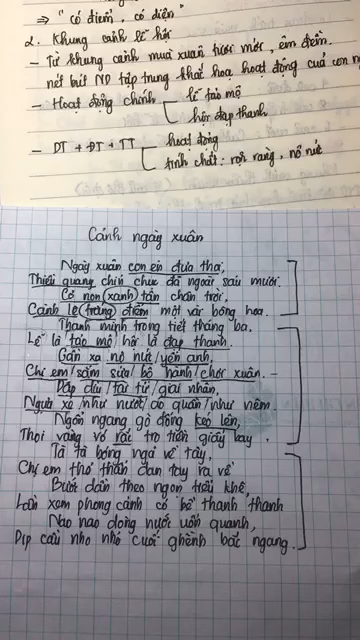 ⇒ "có điểm, có diện"
2. Khung cảnh lễ hội
- Từ khung cảnh mùa xuân tươi mới, êm đềm.
nét bút ND tập trung khắc họa hoạt động của con n
- Hoạt động chính lễ tảo mộ
hội đạp thanh
- DT + ĐT + TT hoạt động
tính chất: rộn ràng, nô nức
Cảnh ngày xuân
Ngày xuân con én đưa thoi,
Thiều quang chín chục đã ngoài sáu mươi.
Cỏ non (xanh) tận chân trời,
Cành lê (trắng) điểm một vài bông hoa.
Thanh minh trong tiết tháng ba.
Lễ là tảo mộ/ hội là đạp thanh.
Gần xa nô nức/ yến anh,
Chị em/ sắm sửa/ bộ hành/ chơi xuân.
Dập dìu/ tài tử/ giai nhân,
Ngựa xe/ như nước/ áo quần/ như nêm.
Ngổn ngang gò đống kéo lên,
Thoi vàng vó rắc tro tiền giấy bay.
Tà tà bóng ngả về tây,
Chị em thơ thẩn dan tay ra về
Bước dần theo ngọn tiểu khê,
Lần xem phong cảnh có bề thanh thanh
Nao nao dòng nước uốn quanh,
Dịp cầu nho nhỏ cuối ghềnh bắc ngang.